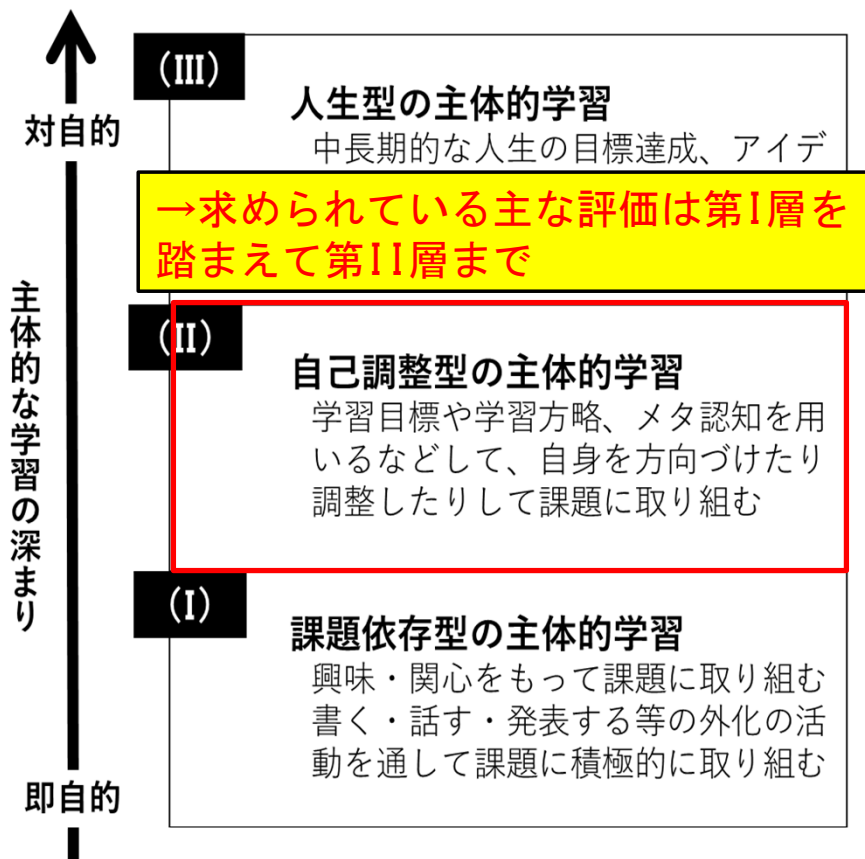 対自的
主体的な学習の深まり
即自的
(III)
人生型の主体的学習
中長期的な人生の目標達成、アイデ
→求められている主な評価は第I層を
踏まえて第II層まで
(II)
自己調整型の主体的学習
学習目標や学習方略、メタ認知を用
いるなどして、自身を方向づけたり
調整したりして課題に取り組む
(I)
課題依存型の主体的学習
興味・関心をもって課題に取り組む
書く・話す・発表する等の外化の活
動を通して課題に積極的に取り組む